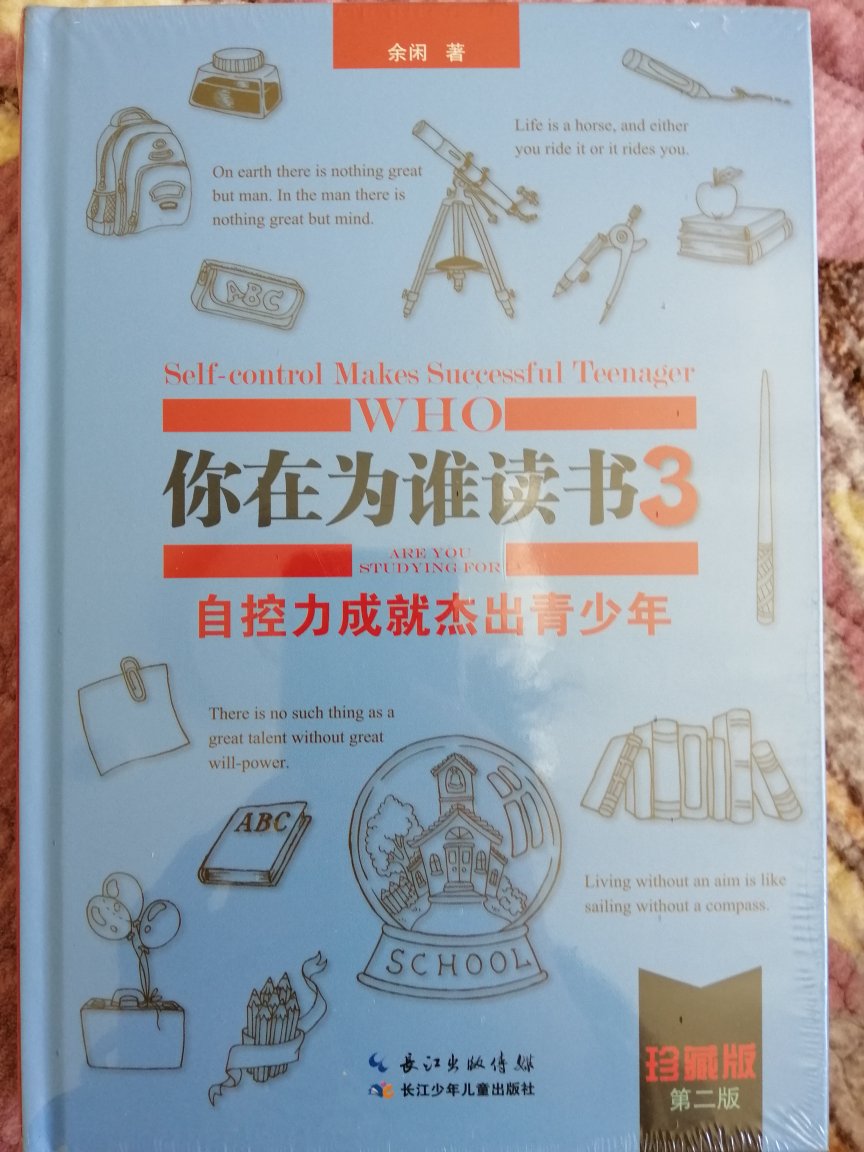 余闲 著
Life is a horse, and either
you ride it or it rides you.
On earth there is nothing great
but man. In the man there is
nothing great but mind.
ABC
Self-control Makes Successful Teenager
WHO
你在为谁读书3
ARE YOU
STUDYING FOR
自控力成就杰出青少年
There is no such thing as a
great talent without great
will-power.
ABC
Living without an aim is like
sailing without a compass.
SCHOOL
长江出版传媒
长江少年儿童出版社
珍藏版
第二版